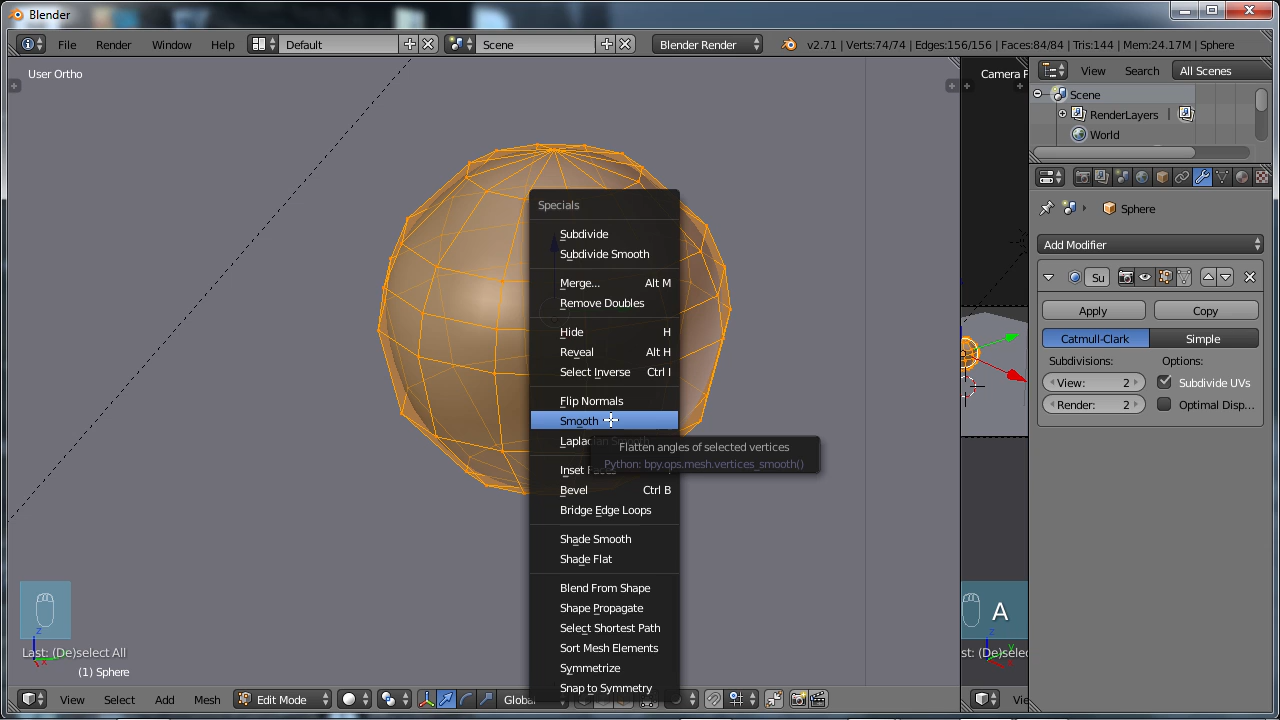 Blender
File Render Window Help Default Scene Blender Render v2.71 | Verts:74/74 | Edges:156/156 | Faces:84/84 | Tris:144 | Mem:24.17M | Sphere
User Ortho
Camera P
View Search All Scenes
Scene
RenderLayers
World
Sphere
Add Modifier
Su
Apply Copy
Catmull-Clark Simple
Subdivisions: Options:
View: 2 Subdivide UVs
Render: 2 Optimal Disp...
Specials
Subdivide
Subdivide Smooth
Merge... Alt M
Remove Doubles
Hide H
Reveal Alt H
Select Inverse Ctrl I
Flip Normals
Smooth
Flatten angles of selected vertices
Python: bpy.ops.mesh.vertices_smooth()
Bevel Ctrl B
Bridge Edge Loops
Shade Smooth
Shade Flat
Blend From Shape
Shape Propagate
Select Shortest Path
Sort Mesh Elements
Symmetrize
Snap to Symmetry
z
x
Last: (De)select All
(1) Sphere
A
z
y
st: (De)selec
View Select Add Mesh Edit Mode Global
Vie